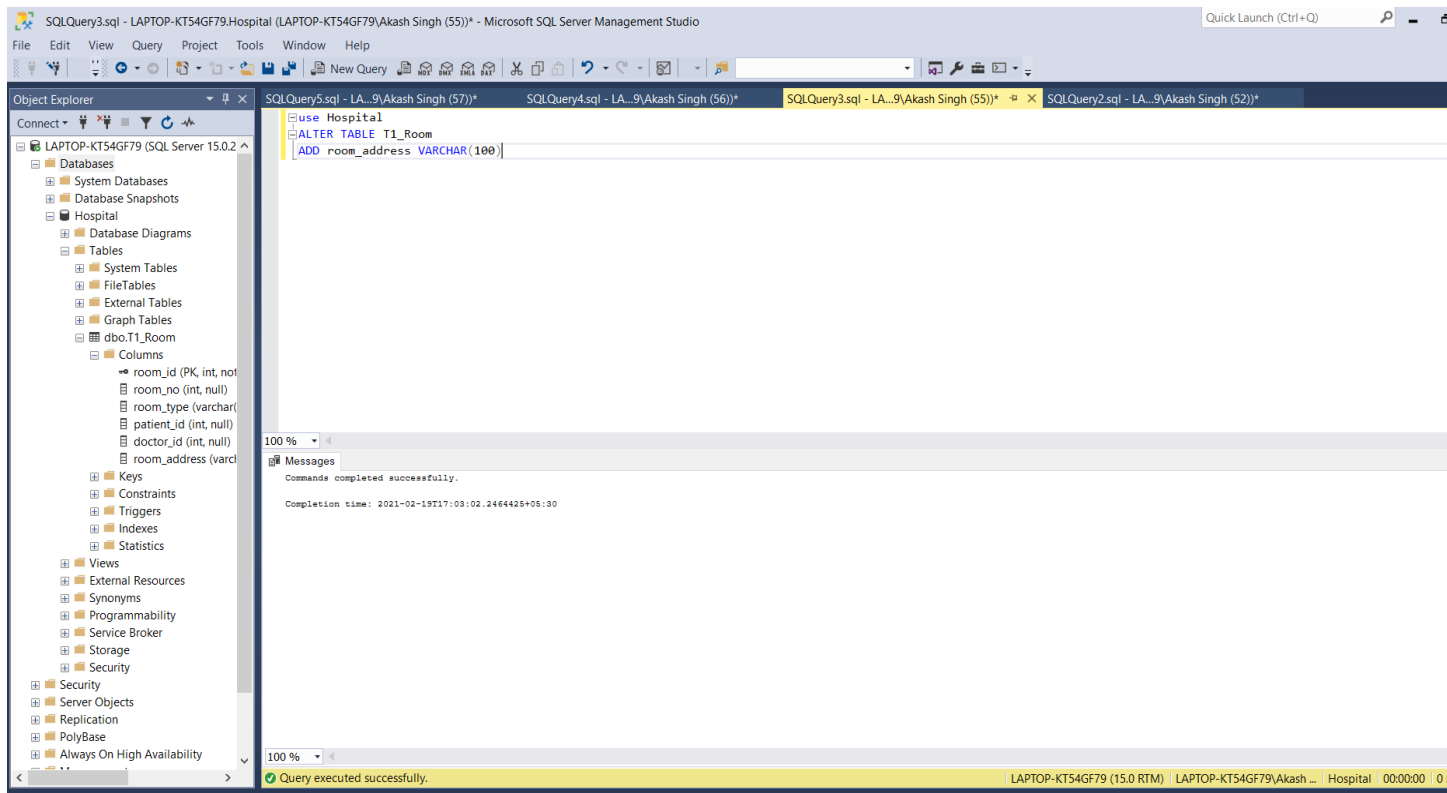 SQLQuery3.sql - LAPTOP-KT54GF79.Hospital (LAPTOP-KT54GF79\Akash Singh (55))* - Microsoft SQL Server Management Studio
Quick Launch (Ctrl+Q)
File Edit View Query Project Tools Window Help
New Query MDX DMX XMLA DAX
Object Explorer
SQLQuery5.sql - LA...9\Akash Singh (57))* SQLQuery4.sql - LA...9\Akash Singh (56))* SQLQuery3.sql - LA...9\Akash Singh (55))* SQLQuery2.sql - LA...9\Akash Singh (52))*
Connect
LAPTOP-KT54GF79 (SQL Server 15.0.2
Databases
System Databases
Database Snapshots
Hospital
Database Diagrams
Tables
System Tables
FileTables
External Tables
Graph Tables
dbo.T1_Room
Columns
room_id (PK, int, not
room_no (int, null)
room_type (varchar(
patient_id (int, null)
doctor_id (int, null)
room_address (varch
Keys
Constraints
Triggers
Indexes
Statistics
Views
External Resources
Synonyms
Programmability
Service Broker
Storage
Security
Security
Server Objects
Replication
PolyBase
Always On High Availability
use Hospital
ALTER TABLE T1_Room
ADD room_address VARCHAR(100)
100 %
Messages
Commands completed successfully.
Completion time: 2021-02-19T17:03:02.2464425+05:30
100 %
Query executed successfully.
LAPTOP-KT54GF79 (15.0 RTM) LAPTOP-KT54GF79\Akash ... Hospital 00:00:00 0